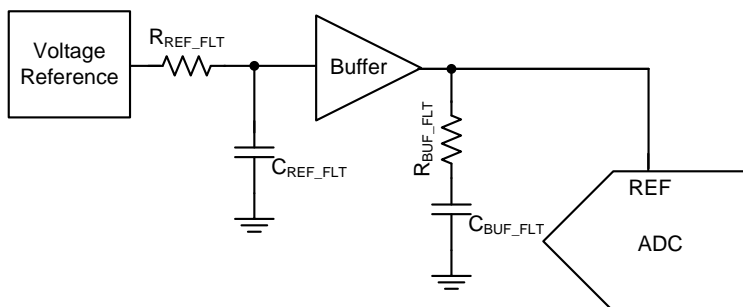 Voltage
Reference
R_REF_FLT
Buffer
C_REF_FLT
R_BUF_FLT
C_BUF_FLT
REF
ADC